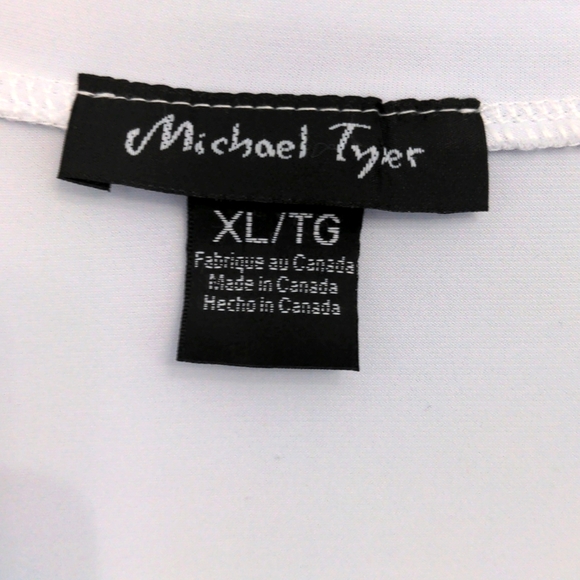 Michael Tyler
XL/TG
Fabrique au Canada
Made in Canada
Hecho in Canada